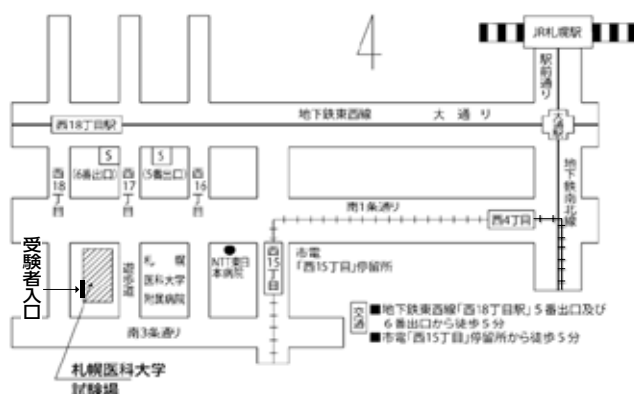 JR札幌駅
駅前通り
地下鉄東西線 大通り
西18丁目駅
大通駅
S
(6番出口)
5
(5番出口)
西18丁目
西17丁目
西16丁目
地下鉄南北線
南1条通り
西4丁目
受験者入口
札幌
医科大学
附属病院
NTT東日
本病院
西15丁目
市電
「西15丁目」停留所
南3条通り
交通
■地下鉄東西線「西18丁目駅」5番出口及び
6番出口から徒歩5分
■市電「西15丁目」停留所から徒歩5分
札幌医科大学
試験場